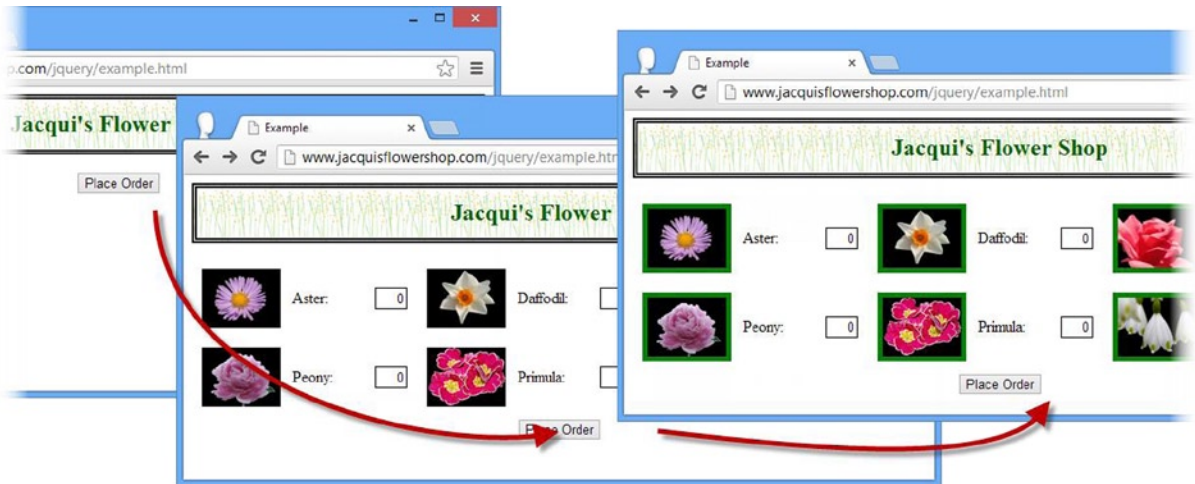 p.com/jquery/example.html
Jacqui's Flower
Place Order
Example
www.jacquisflowershop.com/jquery/example.htm
Jacqui's Flower
Aster: 0 Daffodil:
Peony: 0 Primula:
Place Order
Example
www.jacquisflowershop.com/jquery/example.html
Jacqui's Flower Shop
Aster: 0 Daffodil: 0
Peony: 0 Primula: 0
Place Order